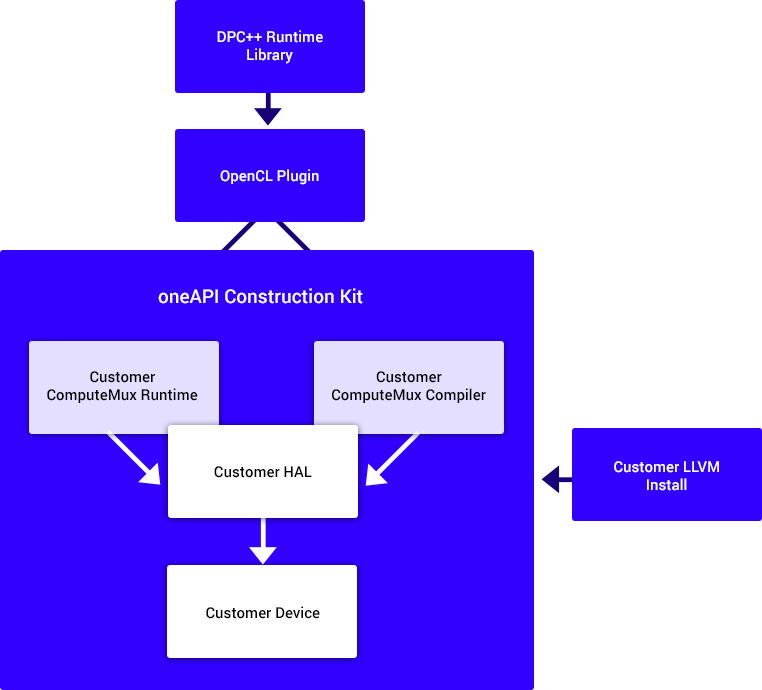 DPC++ Runtime
Library
OpenCL Plugin
oneAPI Construction Kit
Customer
ComputeMux Runtime
Customer
ComputeMux Compiler
Customer HAL
Customer LLVM
Install
Customer Device